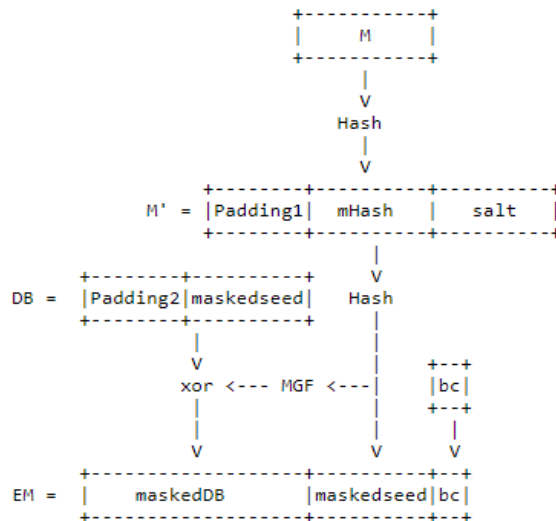 M
Hash
M' = Padding1 mHash salt
DB = Padding2 maskedseed Hash
xor <--- MGF <--- bc
EM = maskedDB maskedseed bc